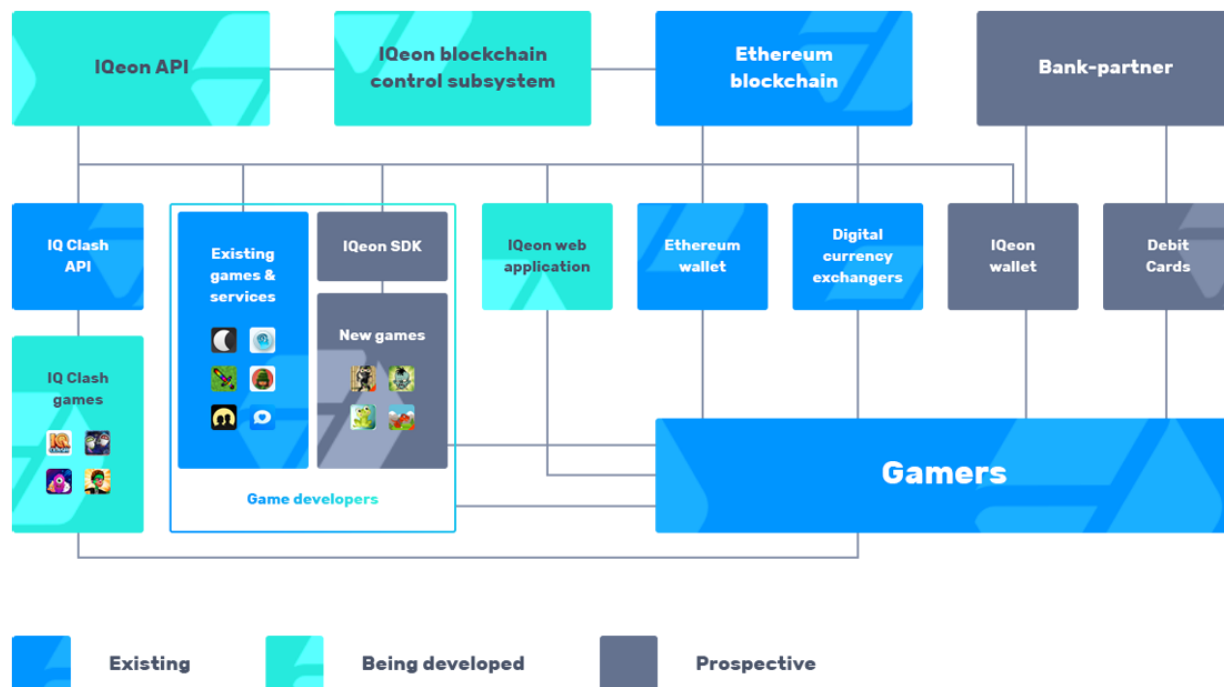 IQeon API
IQeon blockchain
control subsystem
Ethereum
blockchain
Bank-partner
IQ Clash
API
Existing
games &
services
IQeon SDK
New games
IQeon web
application
Ethereum
wallet
Digital
currency
exchangers
IQeon
wallet
Debit
Cards
IQ Clash
games
Game developers
Gamers
Existing
Being developed
Prospective